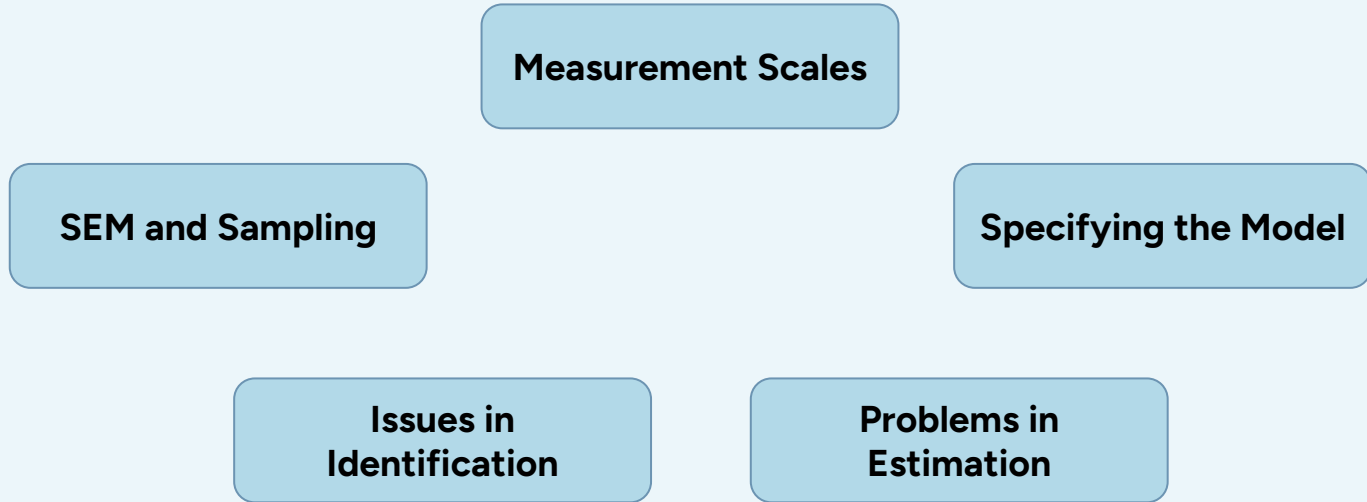 Measurement Scales
SEM and Sampling
Specifying the Model
Issues in
Identification
Problems in
Estimation